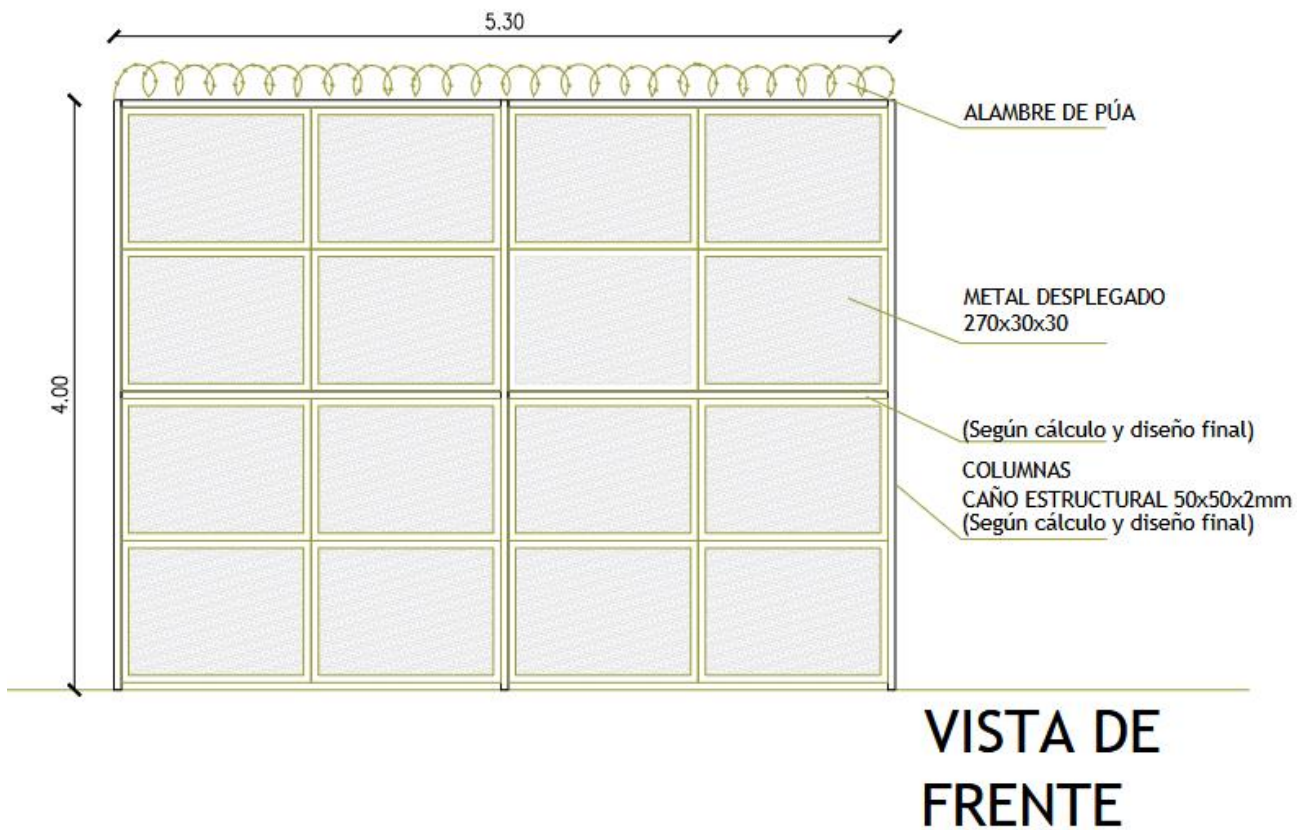 5.30
ALAMBRE DE PÚA
METAL DESPLEGADO
270x30x30
4.00
(Según cálculo y diseño final)
COLUMNAS
CAÑO ESTRUCTURAL 50x50x2mm
(Según cálculo y diseño final)
VISTA DE
FRENTE